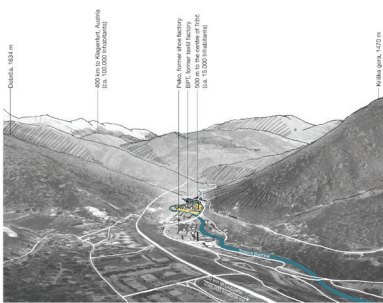 Dobrča, 1634 m
400 km to Klagenfurt, Austria
(ca. 100.000 Inhabitants)
Peko, former shoe factory
BPT, former textil factory
500 m to the centre of Tržič
(ca. 15.000 Inhabitants)
Kriška gora, 1470 m